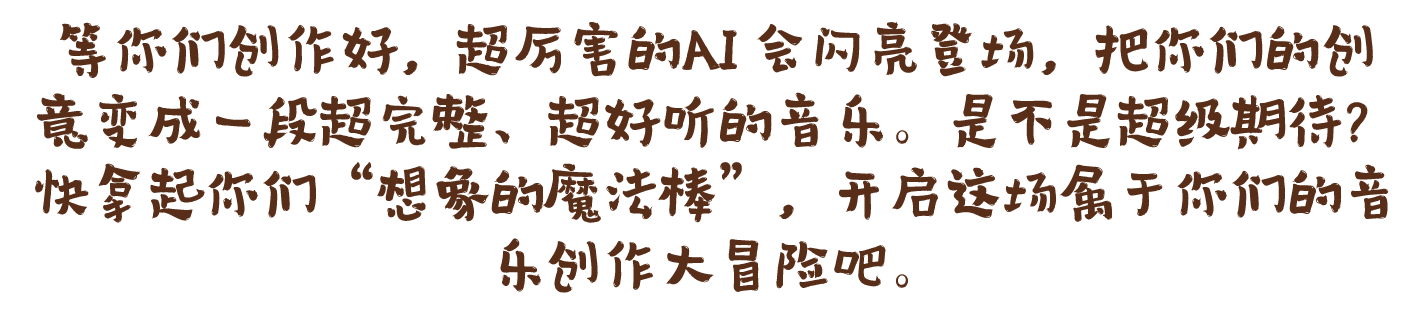 等你们创作好，超厉害的AI 会闪亮登场，把你们的创
意变成一段超完整、超好听的音乐。是不是超级期待？
快拿起你们“想象的魔法棒”，开启这场属于你们的音
乐创作大冒险吧。